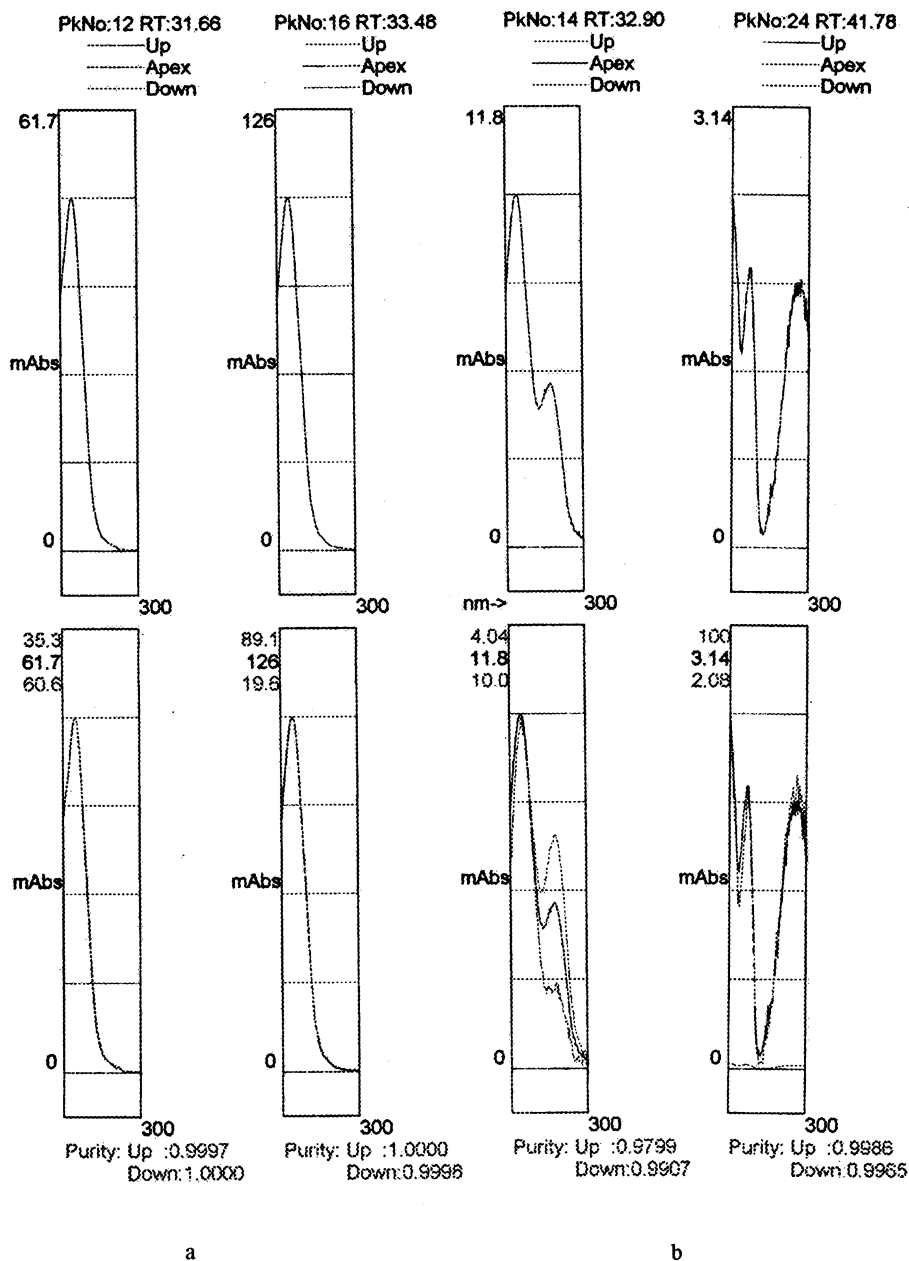 PkNo:12 RT:31.66
Up
Apex
Down
61.7
mAbs
0
300
35.3
61.7
60.6
mAbs
0
300
Purity: Up :0.9997
Down:1.0000
PkNo:16 RT:33.48
Up
Apex
Down
126
mAbs
0
300
89.1
126
19.6
mAbs
0
300
Purity: Up :1.0000
Down:0.9998
a
PkNo:14 RT:32.90
Up
Apex
Down
11.8
mAbs
0
nm->
300
4.04
11.8
10.0
mAbs
0
300
Purity: Up :0.9799
Down:0.9907
PkNo:24 RT:41.78
Up
Apex
Down
3.14
mAbs
0
300
100
3.14
2.08
mAbs
0
300
Purity: Up :0.9986
Down:0.9965
b